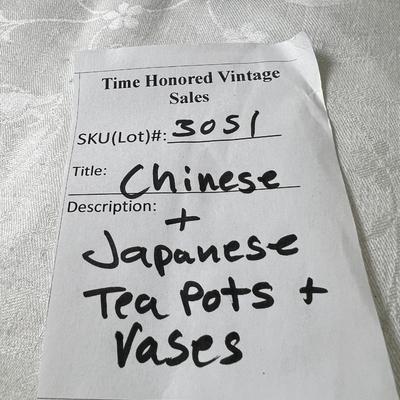 Time Honored Vintage
Sales
SKU(Lot)#: 3051
Title: Chinese
Description: +
Japanese
Tea Pots +
Vases